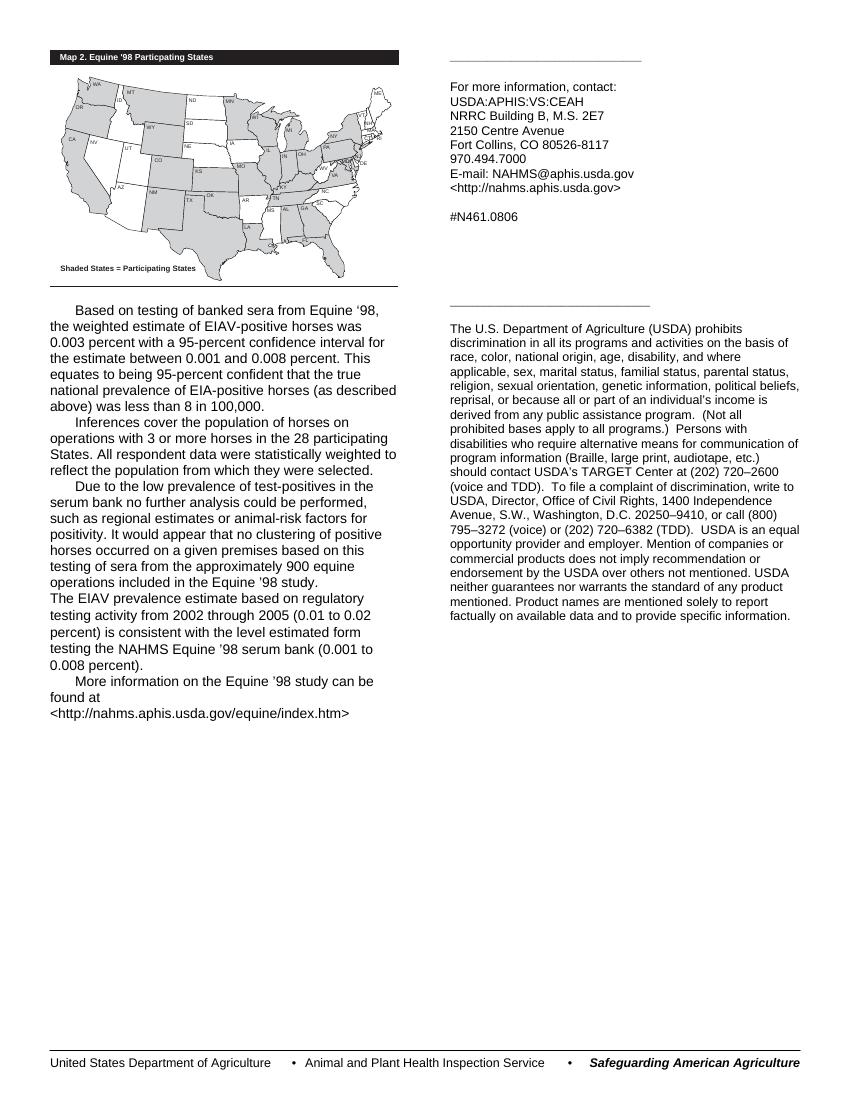 Map 2. Equine '98 Particpating States
WA
MT
ND
MN
ME
ID
OR
SD
WI
MI
VT
NH
NY
WY
CA
NV
UT
NE
IA
IL
IN
OH
PA
CO
KS
MO
WV
VA
DE
KY
NC
AZ
NM
OK
TX
AR
TN
SC
MS
AL
GA
LA
FL
Shaded States = Participating States
Based on testing of banked sera from Equine ‘98,
the weighted estimate of EIAV-positive horses was
0.003 percent with a 95-percent confidence interval for
the estimate between 0.001 and 0.008 percent. This
equates to being 95-percent confident that the true
national prevalence of EIA-positive horses (as described
above) was less than 8 in 100,000.
Inferences cover the population of horses on
operations with 3 or more horses in the 28 participating
States. All respondent data were statistically weighted to
reflect the population from which they were selected.
Due to the low prevalence of test-positives in the
serum bank no further analysis could be performed,
such as regional estimates or animal-risk factors for
positivity. It would appear that no clustering of positive
horses occurred on a given premises based on this
testing of sera from the approximately 900 equine
operations included in the Equine ’98 study.
The EIAV prevalence estimate based on regulatory
testing activity from 2002 through 2005 (0.01 to 0.02
percent) is consistent with the level estimated form
testing the NAHMS Equine ’98 serum bank (0.001 to
0.008 percent).
More information on the Equine ’98 study can be
found at
<http://nahms.aphis.usda.gov/equine/index.htm>
For more information, contact:
USDA:APHIS:VS:CEAH
NRRC Building B, M.S. 2E7
2150 Centre Avenue
Fort Collins, CO 80526-8117
970.494.7000
E-mail: NAHMS@aphis.usda.gov
<http://nahms.aphis.usda.gov>
#N461.0806
The U.S. Department of Agriculture (USDA) prohibits
discrimination in all its programs and activities on the basis of
race, color, national origin, age, disability, and where
applicable, sex, marital status, familial status, parental status,
religion, sexual orientation, genetic information, political beliefs,
reprisal, or because all or part of an individual’s income is
derived from any public assistance program.  (Not all
prohibited bases apply to all programs.)  Persons with
disabilities who require alternative means for communication of
program information (Braille, large print, audiotape, etc.)
should contact USDA’s TARGET Center at (202) 720–2600
(voice and TDD).  To file a complaint of discrimination, write to
USDA, Director, Office of Civil Rights, 1400 Independence
Avenue, S.W., Washington, D.C. 20250–9410, or call (800)
795–3272 (voice) or (202) 720–6382 (TDD).  USDA is an equal
opportunity provider and employer. Mention of companies or
commercial products does not imply recommendation or
endorsement by the USDA over others not mentioned. USDA
neither guarantees nor warrants the standard of any product
mentioned. Product names are mentioned solely to report
factually on available data and to provide specific information.
United States Department of Agriculture • Animal and Plant Health Inspection Service • Safeguarding American Agriculture